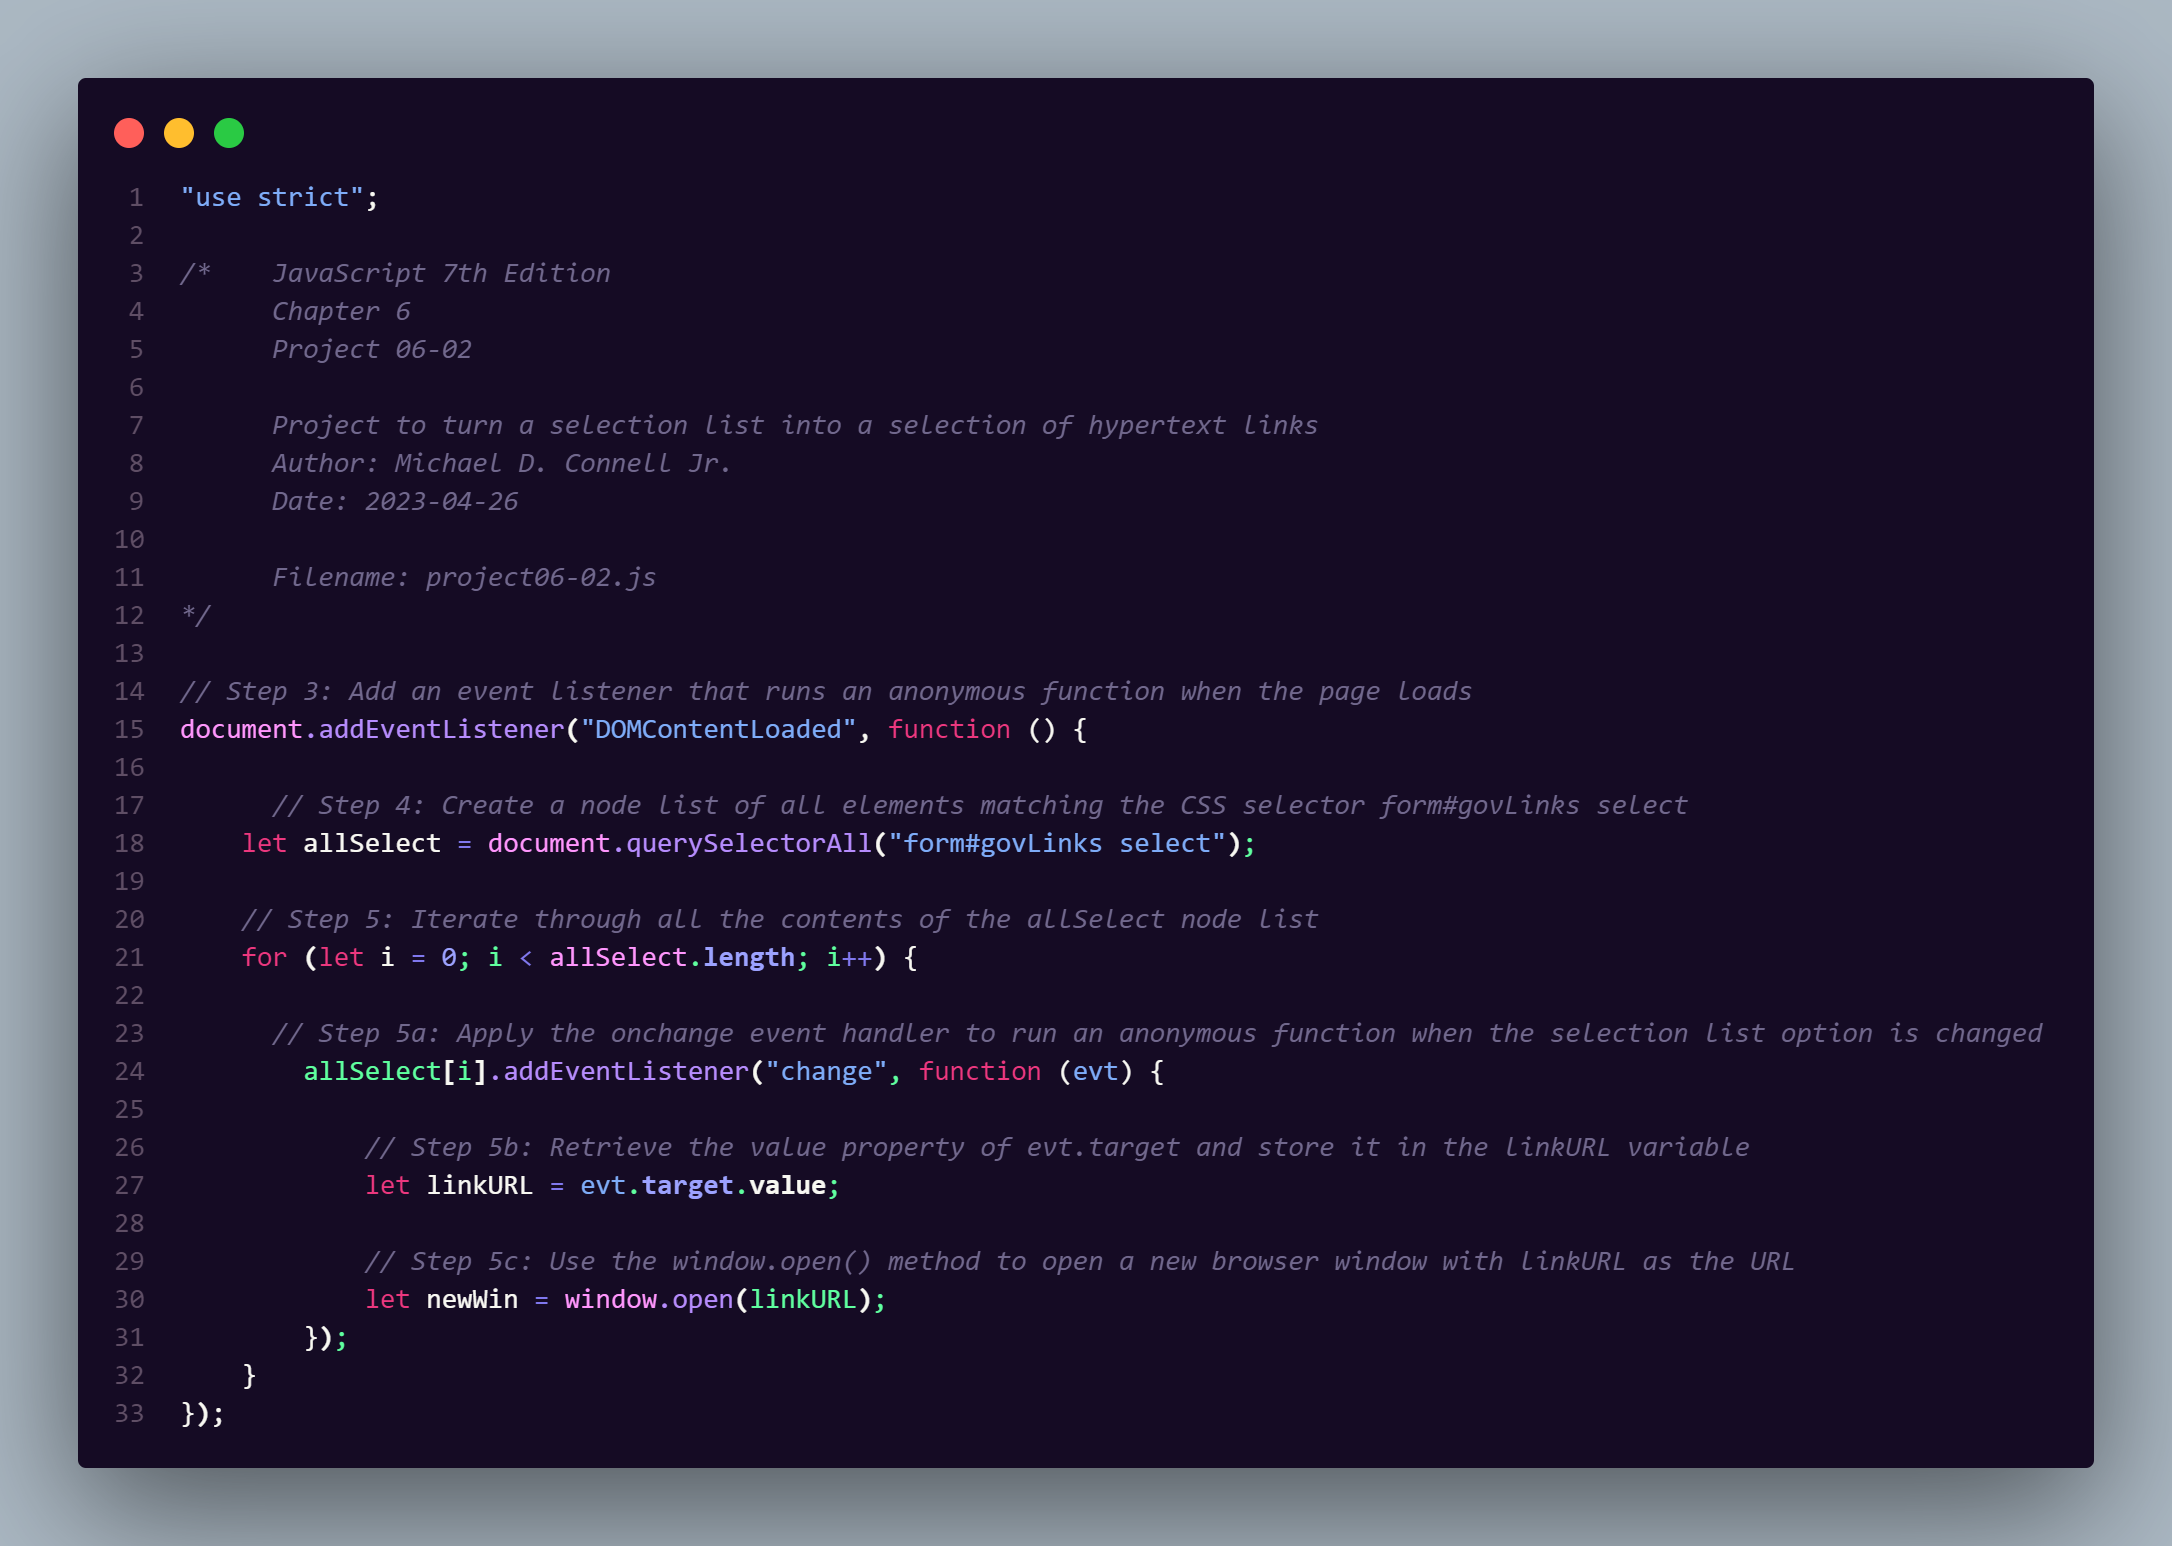 1 "use strict";
2
3 /*    JavaScript 7th Edition
4       Chapter 6
5       Project 06-02
6
7       Project to turn a selection list into a selection of hypertext links
8       Author: Michael D. Connell Jr.
9       Date: 2023-04-26
10
11       Filename: project06-02.js
12 */
13
14 // Step 3: Add an event listener that runs an anonymous function when the page loads
15 document.addEventListener("DOMContentLoaded", function () {
16
17       // Step 4: Create a node list of all elements matching the CSS selector form#govLinks select
18     let allSelect = document.querySelectorAll("form#govLinks select");
19
20     // Step 5: Iterate through all the contents of the allSelect node list
21     for (let i = 0; i < allSelect.length; i++) {
22
23       // Step 5a: Apply the onchange event handler to run an anonymous function when the selection list option is changed
24         allSelect[i].addEventListener("change", function (evt) {
25
26             // Step 5b: Retrieve the value property of evt.target and store it in the linkURL variable
27             let linkURL = evt.target.value;
28
29             // Step 5c: Use the window.open() method to open a new browser window with linkURL as the URL
30             let newWin = window.open(linkURL);
31         });
32     }
33 });